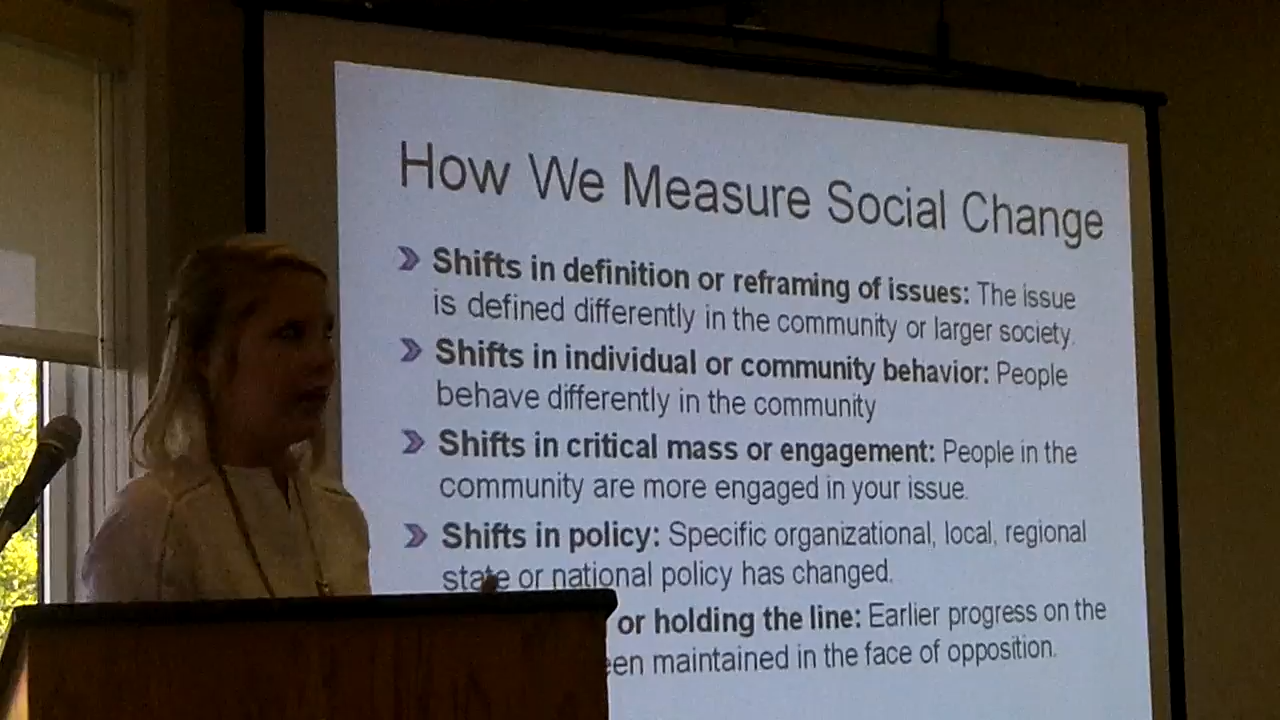 How We Measure Social Change
Shifts in definition or reframing of issues: The issue
is defined differently in the community or larger society.
Shifts in individual or community behavior: People
behave differently in the community
Shifts in critical mass or engagement: People in the
community are more engaged in your issue.
Shifts in policy: Specific organizational, local, regional
state or national policy has changed.
or holding the line: Earlier progress on the
maintained in the face of opposition.